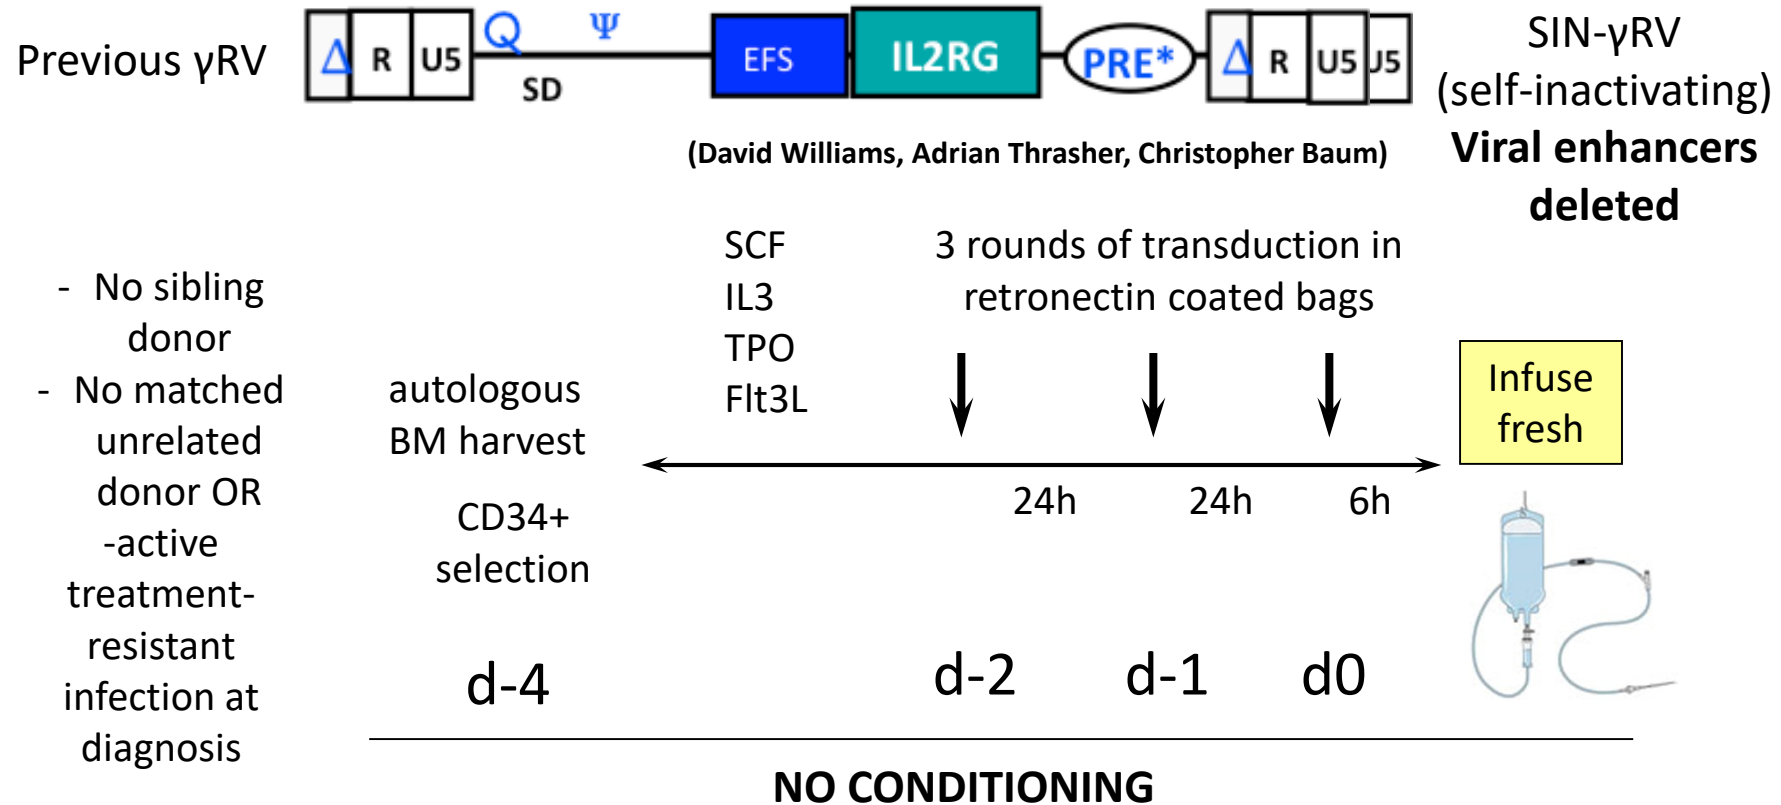 Previous γRV
Δ R U5 Q Ψ SD EFS IL2RG PRE* Δ R U5 J5
SIN-γRV
(self-inactivating)
Viral enhancers
deleted
(David Williams, Adrian Thrasher, Christopher Baum)
- No sibling
donor
- No matched
unrelated
donor OR
-active
treatment-
resistant
infection at
diagnosis
autologous
BM harvest
CD34+
selection
SCF
IL3
TPO
Flt3L
3 rounds of transduction in
retronectin coated bags
24h 24h 6h
Infuse
fresh
d-4 d-2 d-1 d0
NO CONDITIONING